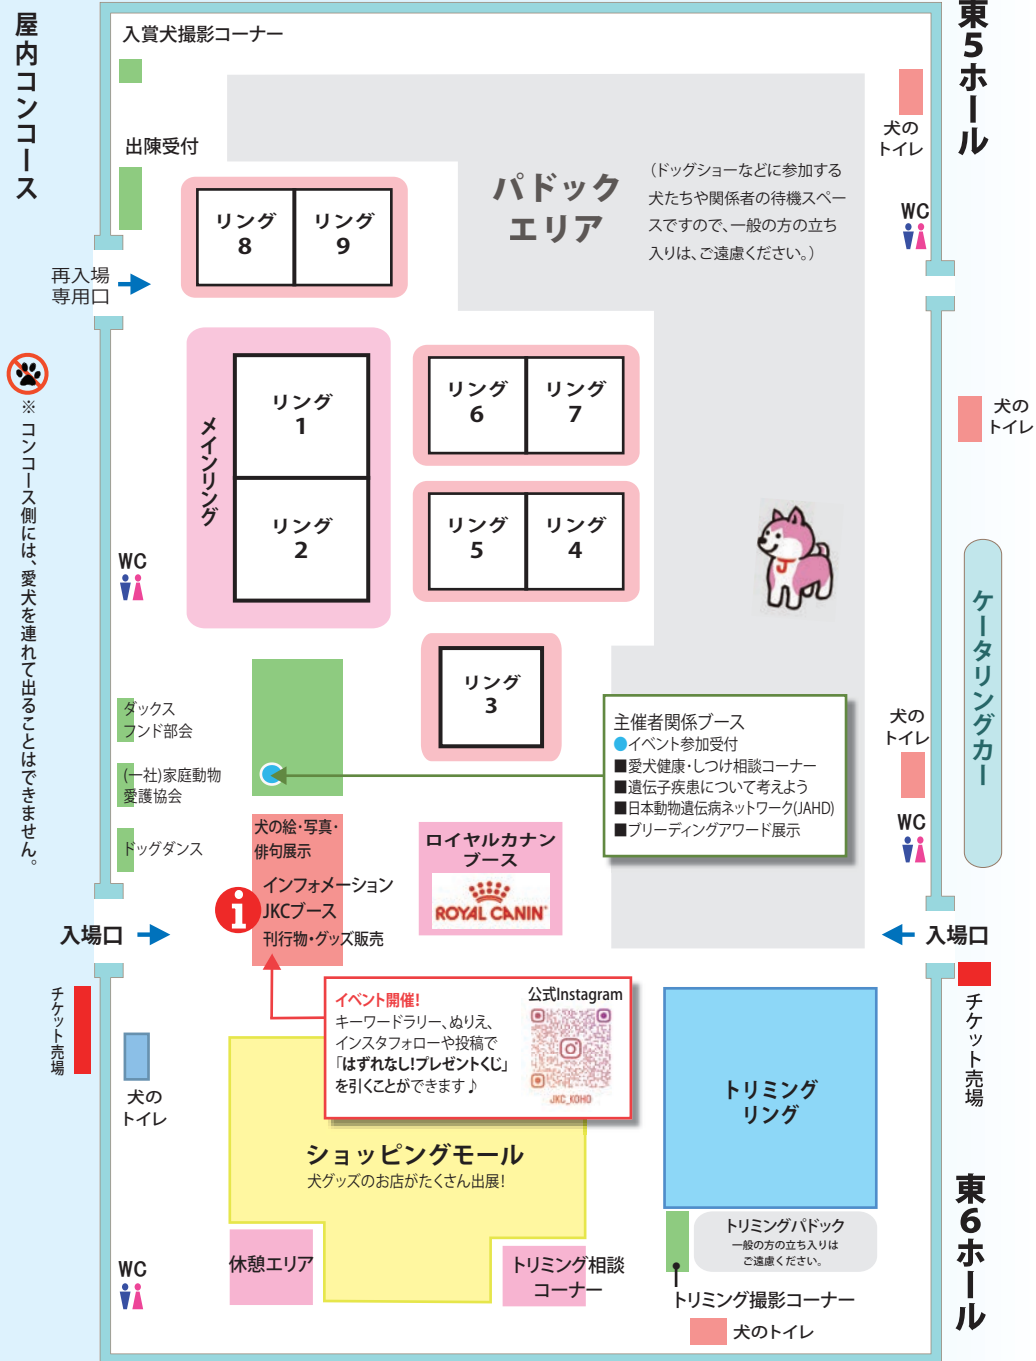 屋内コンコース
東5ホール
入賞犬撮影コーナー
出陳受付
犬の
トイレ
WC
パドック
エリア
(ドッグショーなどに参加する
犬たちや関係者の待機スペー
スですので、一般の方の立ち
入りは、ご遠慮ください。)
リング
8
リング
9
再入場
専用口
※ コンコース側には、愛犬を連れて出ることはできません。
メインリング
リング
1
リング
2
リング
6
リング
7
リング
5
リング
4
リング
3
犬の
トイレ
WC
J
ケータリングカー
ダックス
フンド部会
(一社)家庭動物
愛護協会
ドッグダンス
主催者関係ブース
●イベント参加受付
■愛犬健康・しつけ相談コーナー
■遺伝子疾患について考えよう
■日本動物遺伝病ネットワーク(JAHD)
■ブリーディングアワード展示
犬の
トイレ
WC
犬の絵・写真・
俳句展示
インフォメーション
JKCブース
刊行物・グッズ販売
i
ロイヤルカナン
ブース
ROYAL CANIN
入場口
入場口
チケット売場
チケット売場
イベント開催!
キーワードラリー、ぬりえ、
インスタフォローや投稿で
「はずれなし!プレゼントくじ」
を引くことができます♪
公式Instagram
JKC_KOHO
犬の
トイレ
トリミング
リング
ショッピングモール
犬グッズのお店がたくさん出展!
東6ホール
休憩エリア
トリミング相談
コーナー
トリミングパドック
一般の方の立ち入りは
ご遠慮ください。
トリミング撮影コーナー
犬のトイレ
WC